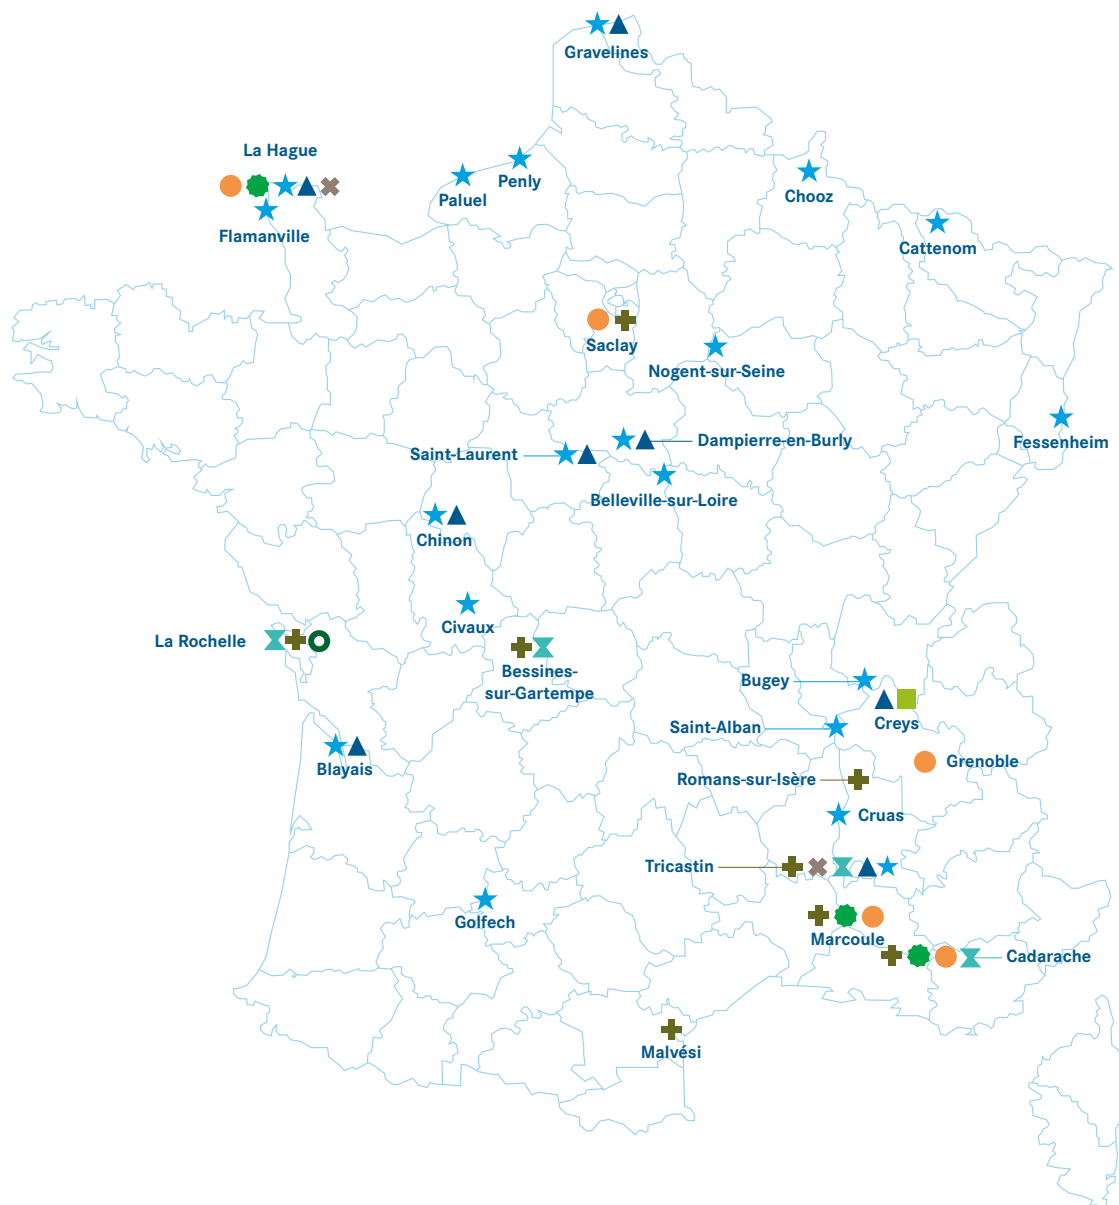 Gravelines
La Hague
Penly
Paluel
Chooz
Flamanville
Cattenom
Saclay
Nogent-sur-Seine
Fessenheim
Dampierre-en-Burly
Saint-Laurent
Belleville-sur-Loire
Chinon
Civaux
La Rochelle
Bessines-
sur-Gartempe
Bugey
Creys
Saint-Alban
Blayais
Grenoble
Romans-sur-Isère
Cruas
Tricastin
Golfech
Marcoule
Cadarache
Malvési